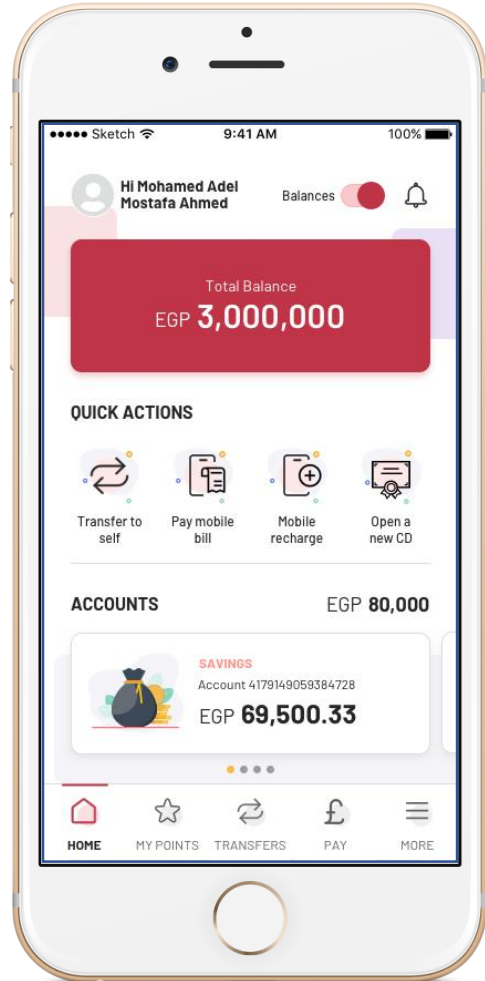 Sketch 9:41 AM 100%
Hi Mohamed Adel
Mostafa Ahmed
Balances
Total Balance
EGP 3,000,000
QUICK ACTIONS
Transfer to self
Pay mobile bill
Mobile recharge
Open a new CD
ACCOUNTS EGP 80,000
SAVINGS
Account 4179149059384728
EGP 69,500.33
HOME MY POINTS TRANSFERS PAY MORE